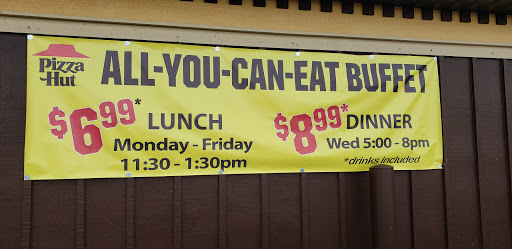 Pizza
Hut
ALL-YOU-CAN-EAT BUFFET
$6.99* LUNCH
Monday - Friday
11:30 - 1:30pm
$8.99* DINNER
Wed 5:00 - 8pm
*drinks included